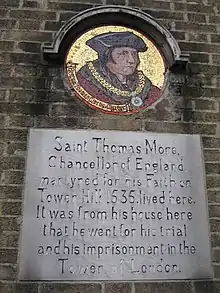 Saint Thomas More,
Chancellor of England
martyred for his Faith on
Tower Hill 1535, lived here.
It was from his house here
that he went for his trial
and his imprisonment in the
Tower of London.